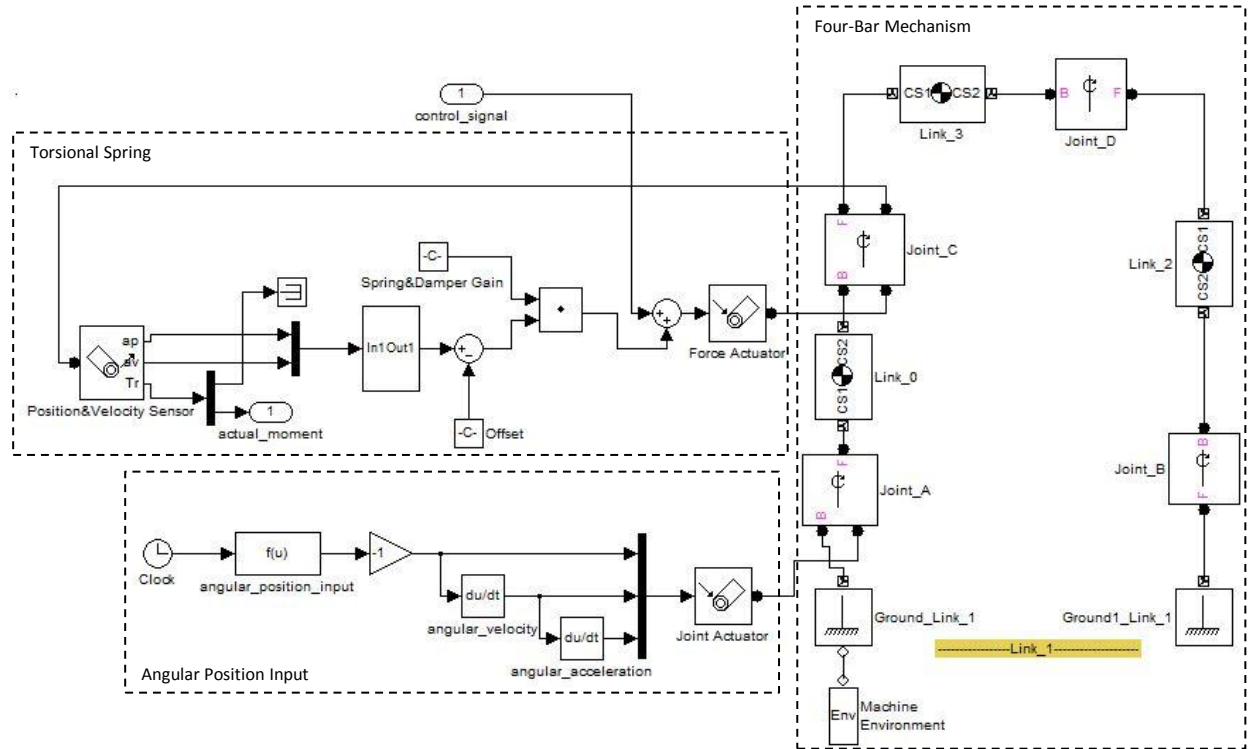 Four-Bar Mechanism
1
control_signal
CS1 CS2
Link_3
B F
Joint_D
Torsional Spring
F
B
Joint_C
CS1
CS2
Link_2
-C-
Spring&Damper Gain
ap
av
Tr
Position&Velocity Sensor
1
actual_moment
In1 Out1
+
-
-C-
Offset
+
+
Force Actuator
CS2
CS1
Link_0
F
B
Joint_A
B
F
Joint_B
Clock
f(u)
angular_position_input
-1
du/dt
angular_velocity
du/dt
angular_acceleration
Joint Actuator
Angular Position Input
Ground_Link_1
Ground1_Link_1
----------------Link_1-------------------
Env
Machine
Environment